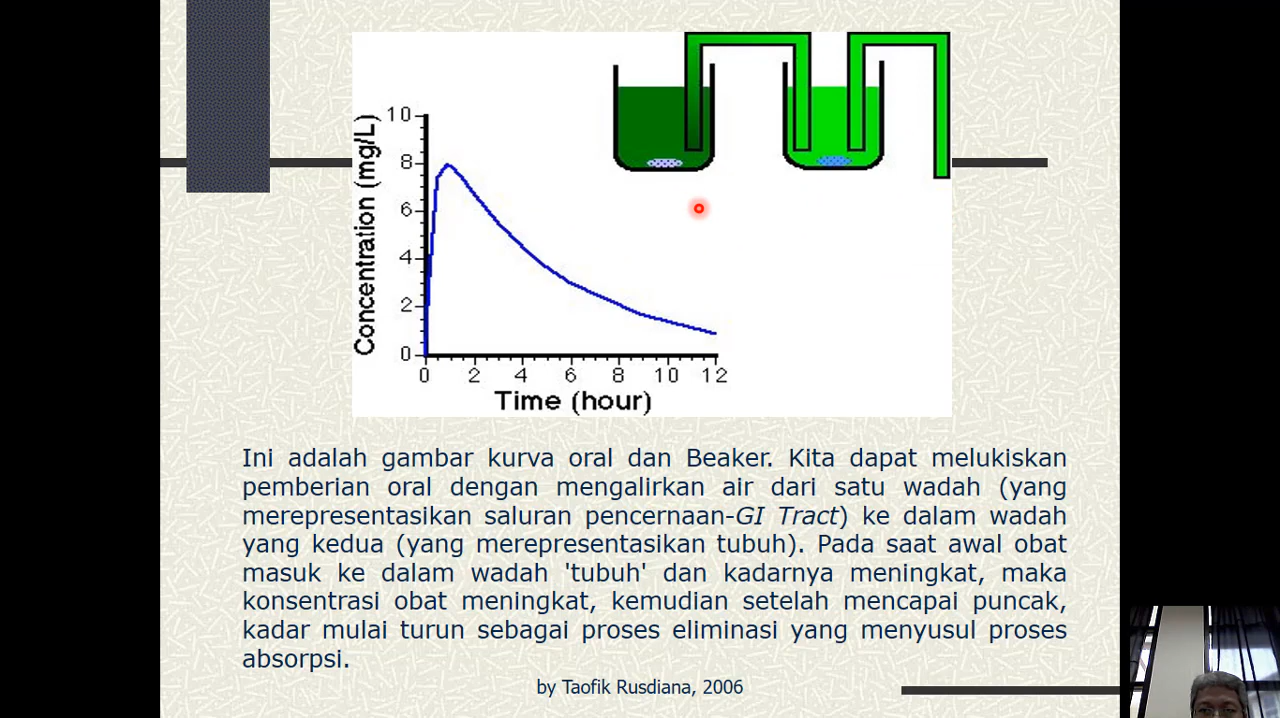 Concentration (mg/L)
10
8
6
4
2
0
0 2 4 6 8 10 12
Time (hour)
Ini adalah gambar kurva oral dan Beaker. Kita dapat melukiskan
pemberian oral dengan mengalirkan air dari satu wadah (yang
merepresentasikan saluran pencernaan-GI Tract) ke dalam wadah
yang kedua (yang merepresentasikan tubuh). Pada saat awal obat
masuk ke dalam wadah 'tubuh' dan kadarnya meningkat, maka
konsentrasi obat meningkat, kemudian setelah mencapai puncak,
kadar mulai turun sebagai proses eliminasi yang menyusul proses
absorpsi.
by Taofik Rusdiana, 2006